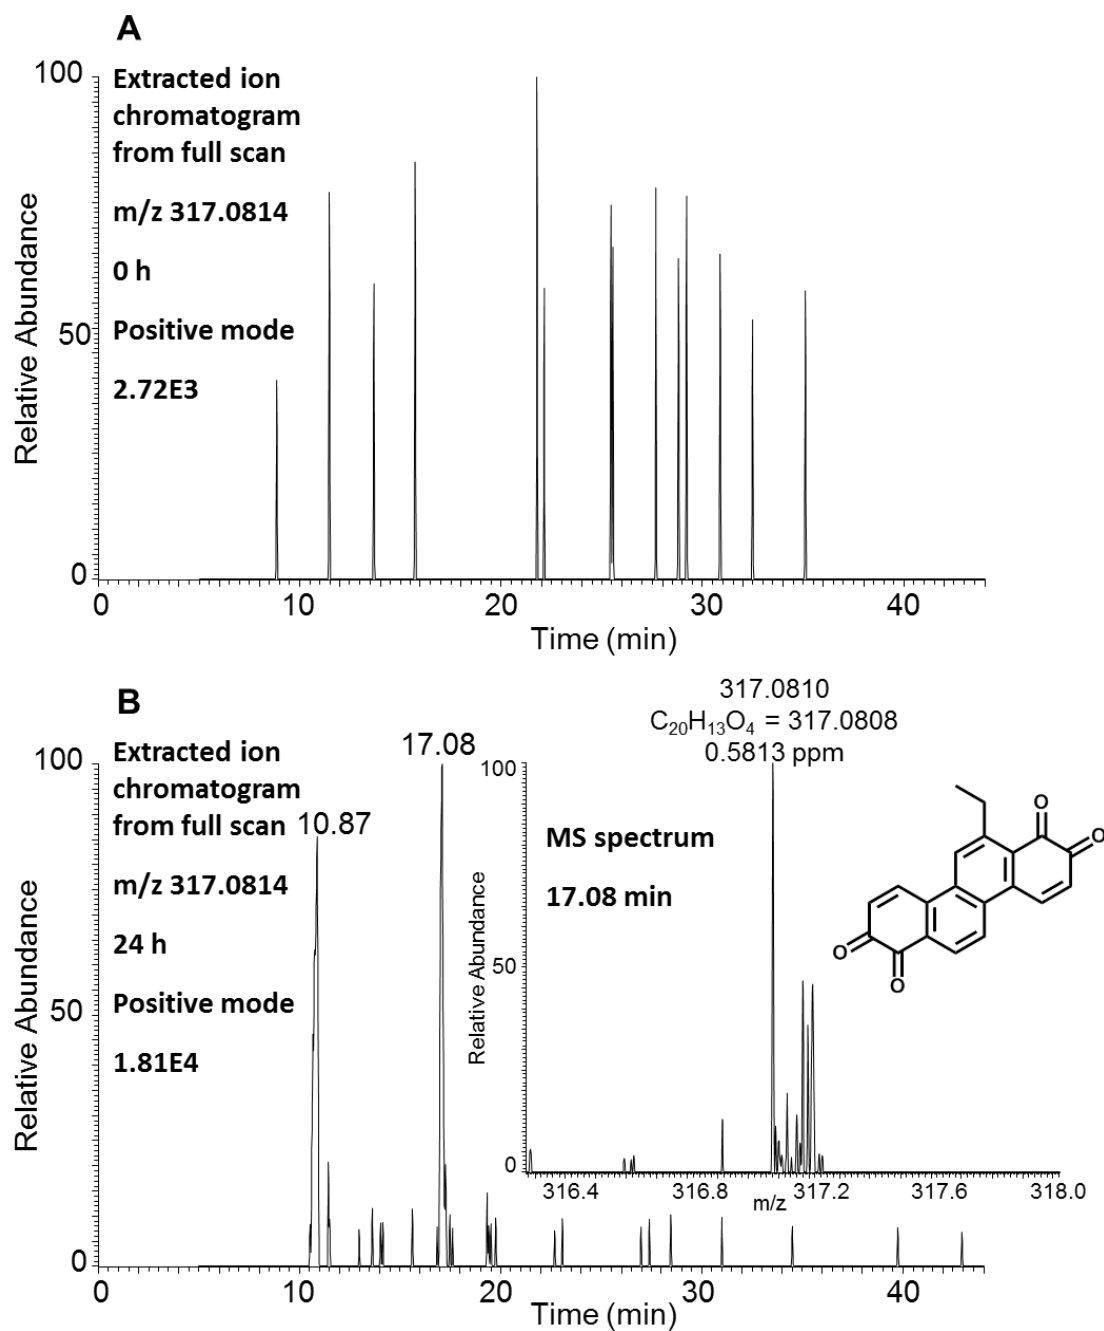 A
Extracted ion
chromatogram
from full scan
m/z 317.0814
0 h
Positive mode
2.72E3
Relative Abundance
100
50
0
0 10 20 30 40
Time (min)
B
Extracted ion
chromatogram
from full scan
m/z 317.0814
24 h
Positive mode
1.81E4
10.87
17.08
Relative Abundance
100
50
0
0 10 20 30 40
Time (min)
317.0810
C₂₀H₁₃O₄ = 317.0808
0.5813 ppm
MS spectrum
17.08 min
Relative Abundance
100
50
0
316.4 316.8 317.2 317.6 318.0
m/z
O
O
O
O